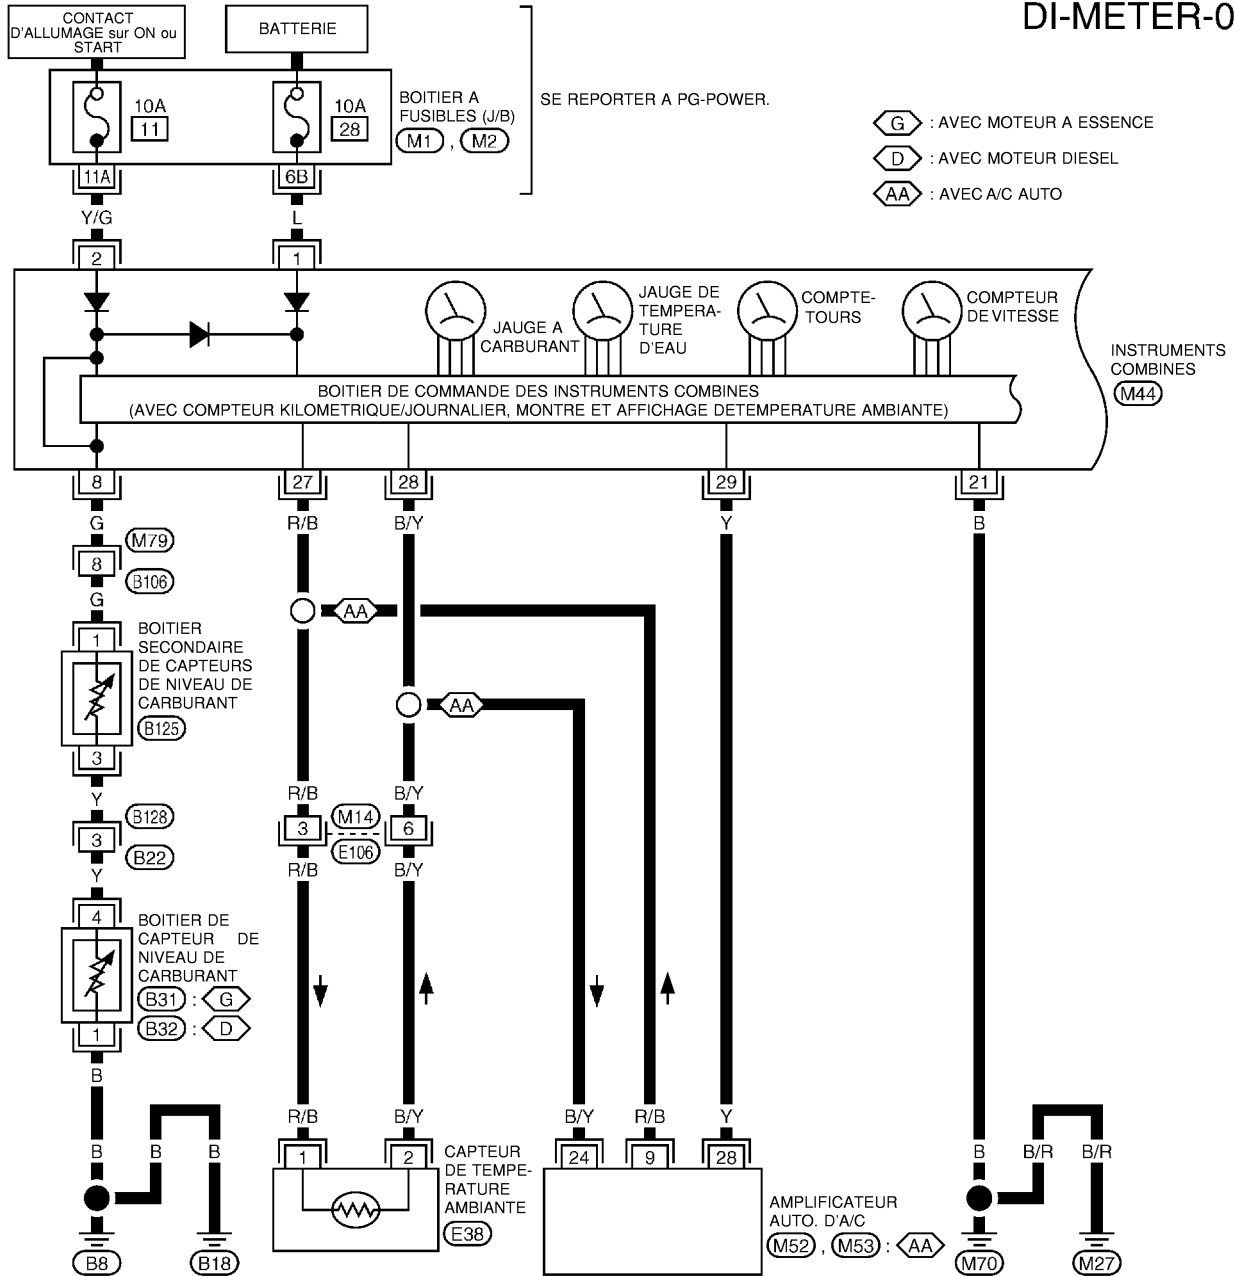 DI-METER-0
CONTACT
D'ALLUMAGE sur ON ou
START
BATTERIE
10A
11
10A
28
BOITIER A
FUSIBLES (J/B)
M1 , M2
SE REPORTER A PG-POWER.
G : AVEC MOTEUR A ESSENCE
D : AVEC MOTEUR DIESEL
AA : AVEC A/C AUTO
11A
6B
Y/G
L
2
1
JAUGE A
CARBURANT
JAUGE DE
TEMPERA-
TURE
D'EAU
COMPTE-
TOURS
COMPTEUR
DE VITESSE
INSTRUMENTS
COMBINES
M44
BOITIER DE COMMANDE DES INSTRUMENTS COMBINES
(AVEC COMPTEUR KILOMETRIQUE/JOURNALIER, MONTRE ET AFFICHAGE DETEMPERATURE AMBIANTE)
8
27
28
29
21
G
R/B
B/Y
Y
B
M79
8
B106
G
AA
1
BOITIER
SECONDAIRE
DE CAPTEURS
DE NIVEAU DE
CARBURANT
B125
AA
3
Y
R/B
B/Y
B128
3
B22
3
M14
E106
6
Y
R/B
B/Y
4
BOITIER DE
CAPTEUR DE
NIVEAU DE
CARBURANT
B31 : G
B32 : D
1
B
R/B
B/Y
B/Y
R/B
Y
B
B
B
B
B/R
B/R
1
2
CAPTEUR
DE TEMPE-
RATURE
AMBIANTE
E38
24
9
28
AMPLIFICATEUR
AUTO. D'A/C
M52 , M53 : AA
B8
B18
M70
M27